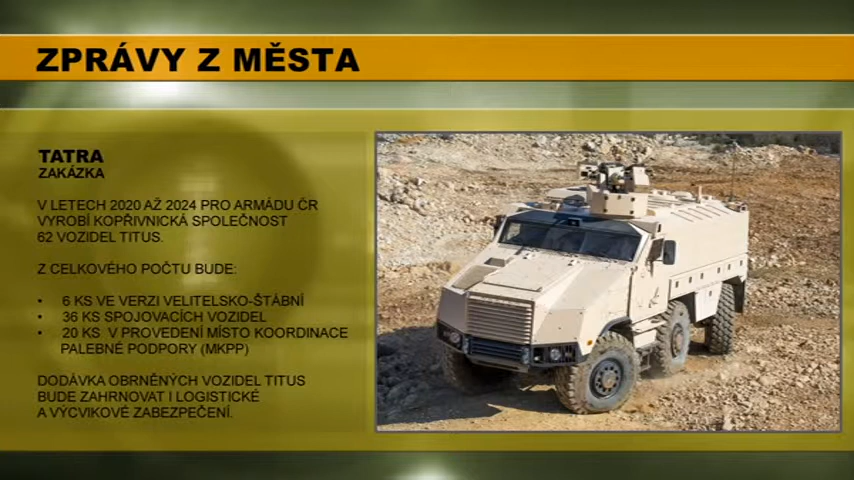 ZPRÁVY Z MĚSTA
TATRA
ZAKÁZKA
V LETECH 2020 AŽ 2024 PRO ARMÁDU ČR
VYROBÍ KOPŘIVNICKÁ SPOLEČNOST
62 VOZIDEL TITUS.
Z CELKOVÉHO POČTU BUDE:
• 6 KS VE VERZI VELITELSKO-ŠTÁBNÍ
• 36 KS SPOJOVACÍCH VOZIDEL
• 20 KS V PROVEDENÍ MÍSTO KOORDINACE
PALEBNÉ PODPORY (MKPP)
DODÁVKA OBRNĚNÝCH VOZIDEL TITUS
BUDE ZAHRNOVAT I LOGISTICKÉ
A VÝCVIKOVÉ ZABEZPEČENÍ.